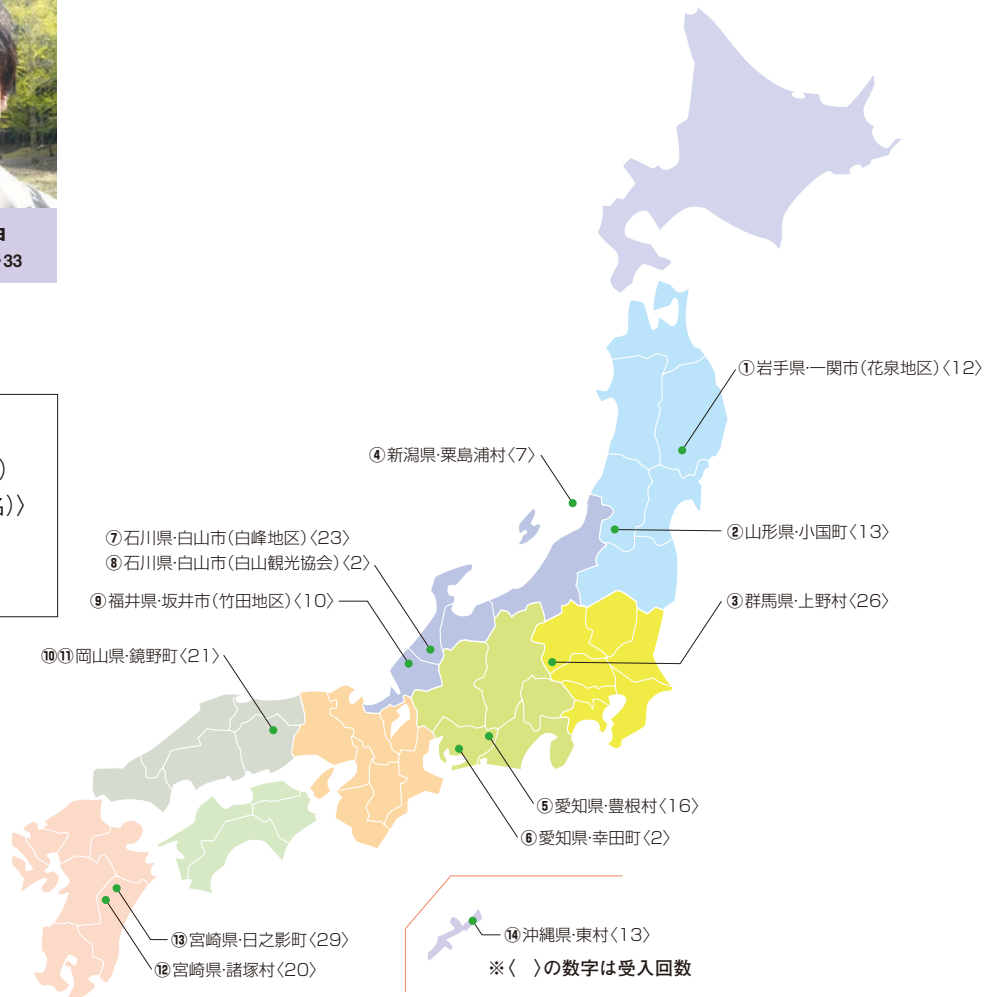 33
①岩手県・一関市（花泉地区）〈12〉
④新潟県・粟島浦村〈7〉
②山形県・小国町〈13〉
⑦石川県・白山市（白峰地区）〈23〉
⑧石川県・白山市（白山観光協会）〈2〉
⑨福井県・坂井市（竹田地区）〈10〉
③群馬県・上野村〈26〉
⑩⑪岡山県・鏡野町〈21〉
⑤愛知県・豊根村〈16〉
⑥愛知県・幸田町〈2〉
⑬宮崎県・日之影町〈29〉
⑫宮崎県・諸塚村〈20〉
⑭沖縄県・東村〈13〉
※〈　〉の数字は受入回数